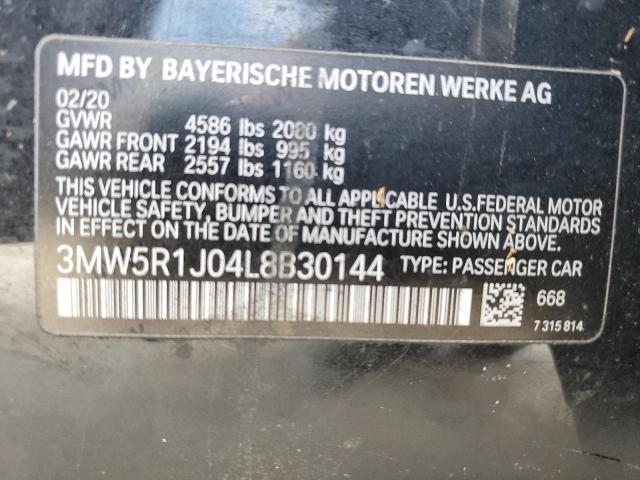 MFD BY BAYERISCHE MOTOREN WERKE AG
02/20
GVWR 4586 lbs 2080 kg
GAWR FRONT 2194 lbs 995 kg
GAWR REAR 2557 lbs 1160 kg
THIS VEHICLE CONFORMS TO ALL APPLICABLE U.S.FEDERAL MOTOR
VEHICLE SAFETY, BUMPER AND THEFT PREVENTION STANDARDS
IN EFFECT ON THE DATE OF MANUFACTURE SHOWN ABOVE.
3MW5R1J04L8B30144 TYPE: PASSENGER CAR
668
7 315 814